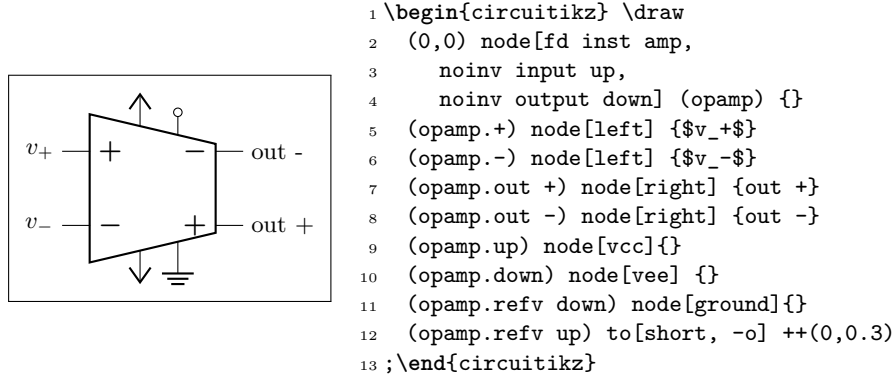 v+ + − out -
v− − + out +
1 \begin{circuitikz} \draw
2 (0,0) node[fd inst amp,
3 noinv input up,
4 noinv output down] (opamp) {}
5 (opamp.+) node[left] {$v_+$}
6 (opamp.-) node[left] {$v_-$}
7 (opamp.out +) node[right] {out +}
8 (opamp.out -) node[right] {out -}
9 (opamp.up) node[vcc]{}
10 (opamp.down) node[vee] {}
11 (opamp.refv down) node[ground]{}
12 (opamp.refv up) to[short, -o] ++(0,0.3)
13 ;\end{circuitikz}